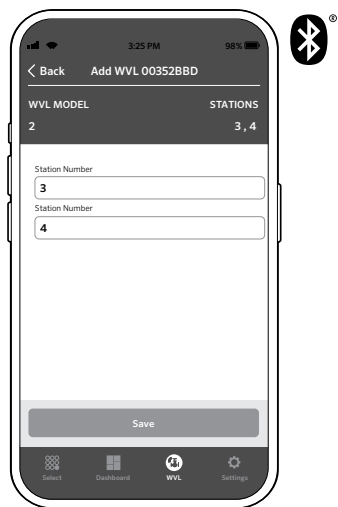 ®
3:25 PM 98%
Back Add WVL 00352BBD
WVL MODEL STATIONS
2 3 , 4
Station Number
3
Station Number
4
Save
Select Dashboard WVL Settings